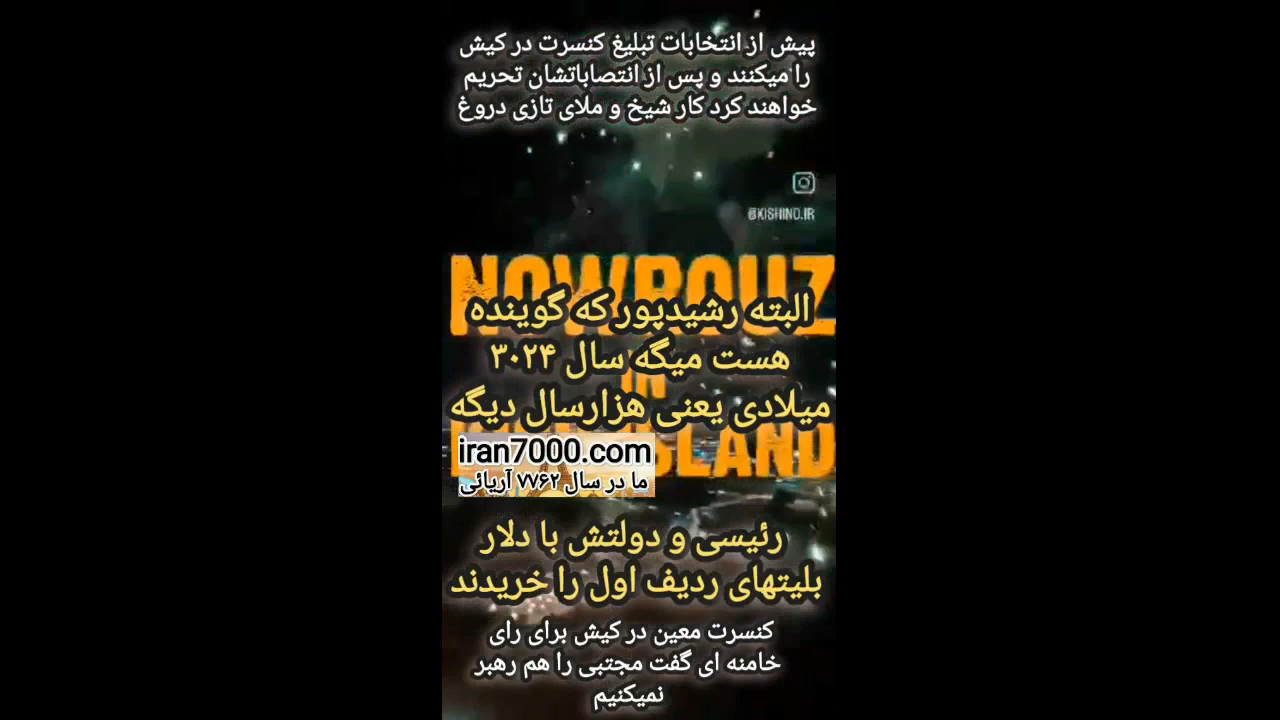 پیش از انتخابات تبلیغ کنسرت در کیش
را میکنند و پس از انتصاباتشان تحریم
خواهند کرد کار شیخ و ملای تازی دروغ
@KISHINO.IR
NOWROUZ
البته رشیدپور که گوینده
هست میگه سال ۳۰۲۴
IN
میلادی یعنی هزارسال دیگه
ISLAND
iran7000.com
ما در سال ۷۷۶۲ آریائی
رئیسی و دولتش با دلار
بلیتهای ردیف اول را خریدند
کنسرت معین در کیش برای رای
خامنه ای گفت مجتبی را هم رهبر
نمیکنیم